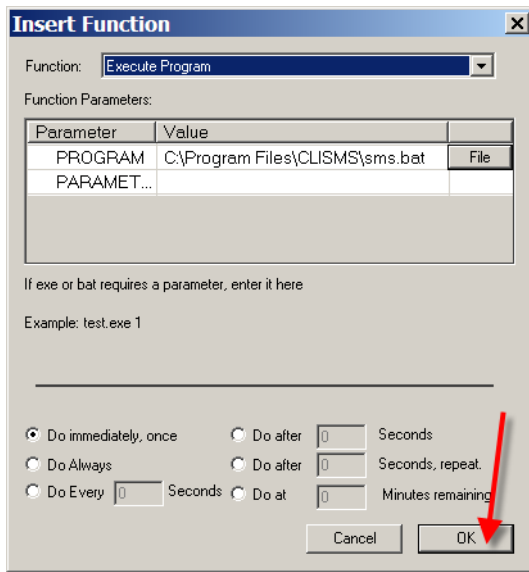 Insert Function
Function: Execute Program
Function Parameters:
Parameter Value
PROGRAM C:\Program Files\CLISMS\sms.bat File
PARAMET...
If exe or bat requires a parameter, enter it here
Example: test.exe 1
Do immediately, once Do after 0 Seconds
Do Always Do after 0 Seconds, repeat.
Do Every 0 Seconds Do at 0 Minutes remaining
Cancel OK